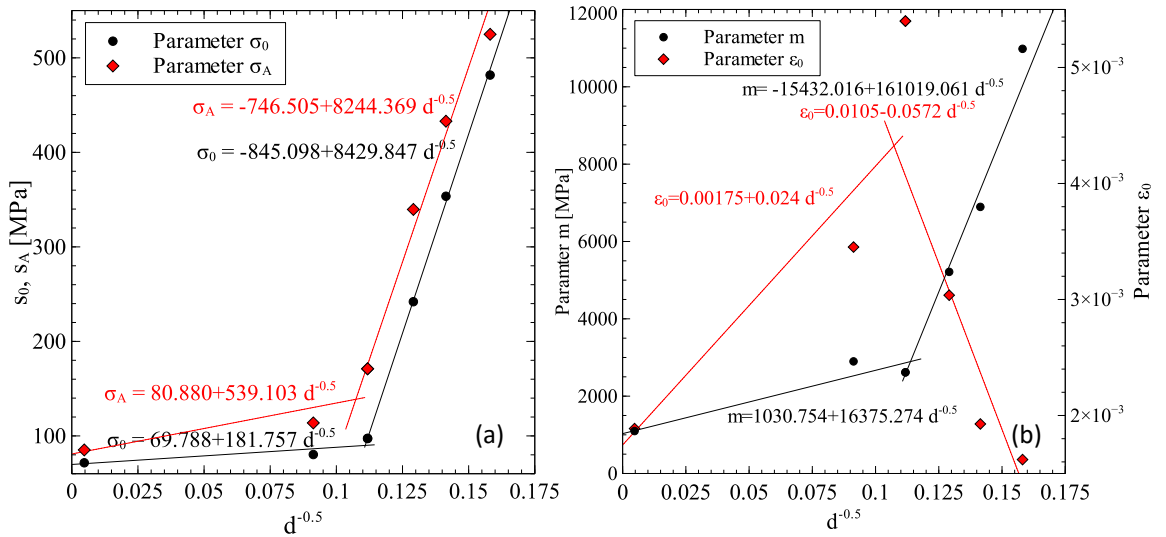 Parameter σ₀
Parameter σ_A
σ_A = -746.505+8244.369 d^-0.5
σ₀ = -845.098+8429.847 d^-0.5
σ_A = 80.880+539.103 d^-0.5
σ₀ = 69.788+181.757 d^-0.5
(a)
s₀, s_A [MPa]
500
400
300
200
100
0 0.025 0.05 0.075 0.1 0.125 0.15 0.175
d^-0.5
Parameter m
Parameter ε₀
m= -15432.016+161019.061 d^-0.5
ε₀=0.0105-0.0572 d^-0.5
ε₀=0.00175+0.024 d^-0.5
m=1030.754+16375.274 d^-0.5
(b)
Paramter m [MPa]
12000
10000
8000
6000
4000
2000
0
Parameter ε₀
5×10⁻³
4×10⁻³
3×10⁻³
2×10⁻³
0 0.025 0.05 0.075 0.1 0.125 0.15 0.175
d^-0.5